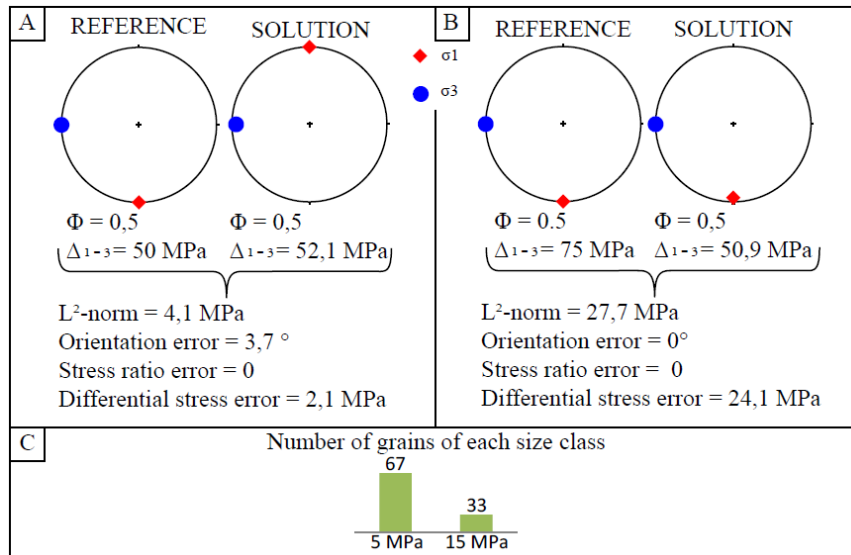 A
REFERENCE SOLUTION
Φ = 0,5 Φ = 0,5
Δ₁₋₃= 50 MPa Δ₁₋₃= 52,1 MPa
L²-norm = 4,1 MPa
Orientation error = 3,7 °
Stress ratio error = 0
Differential stress error = 2,1 MPa
σ1
σ3
B
REFERENCE SOLUTION
Φ = 0.5 Φ = 0,5
Δ₁₋₃= 75 MPa Δ₁₋₃= 50,9 MPa
L²-norm = 27,7 MPa
Orientation error = 0°
Stress ratio error = 0
Differential stress error = 24,1 MPa
C
Number of grains of each size class
67
33
5 MPa 15 MPa